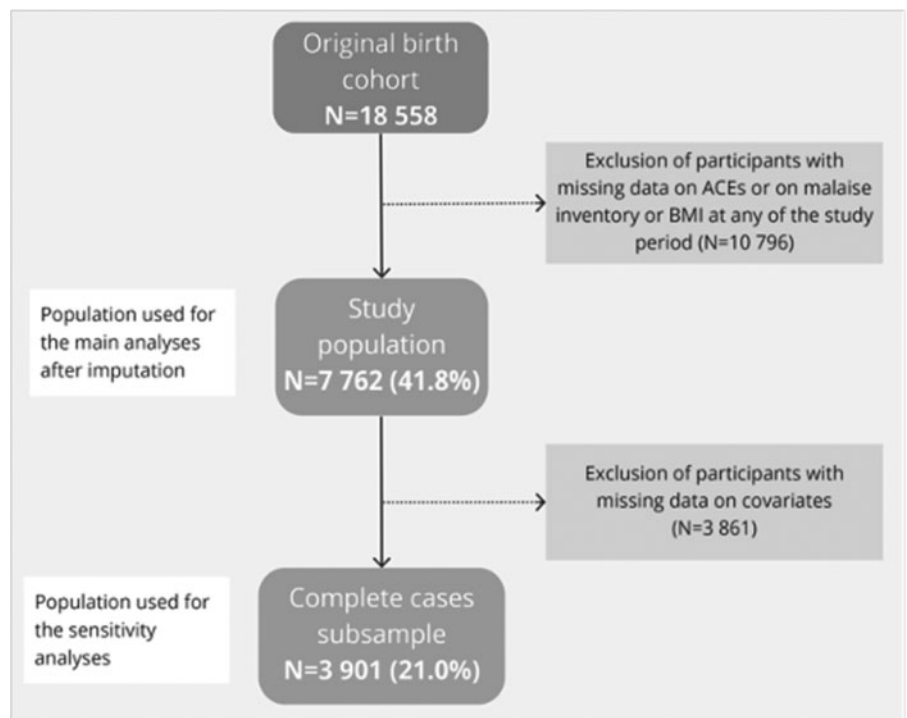 Original birth
cohort
N=18 558
Exclusion of participants with
missing data on ACEs or on malaise
inventory or BMI at any of the study
period (N=10 796)
Population used for
the main analyses
after imputation
Study
population
N=7 762 (41.8%)
Exclusion of participants with
missing data on covariates
(N=3 861)
Population used for
the sensitivity
analyses
Complete cases
subsample
N=3 901 (21.0%)